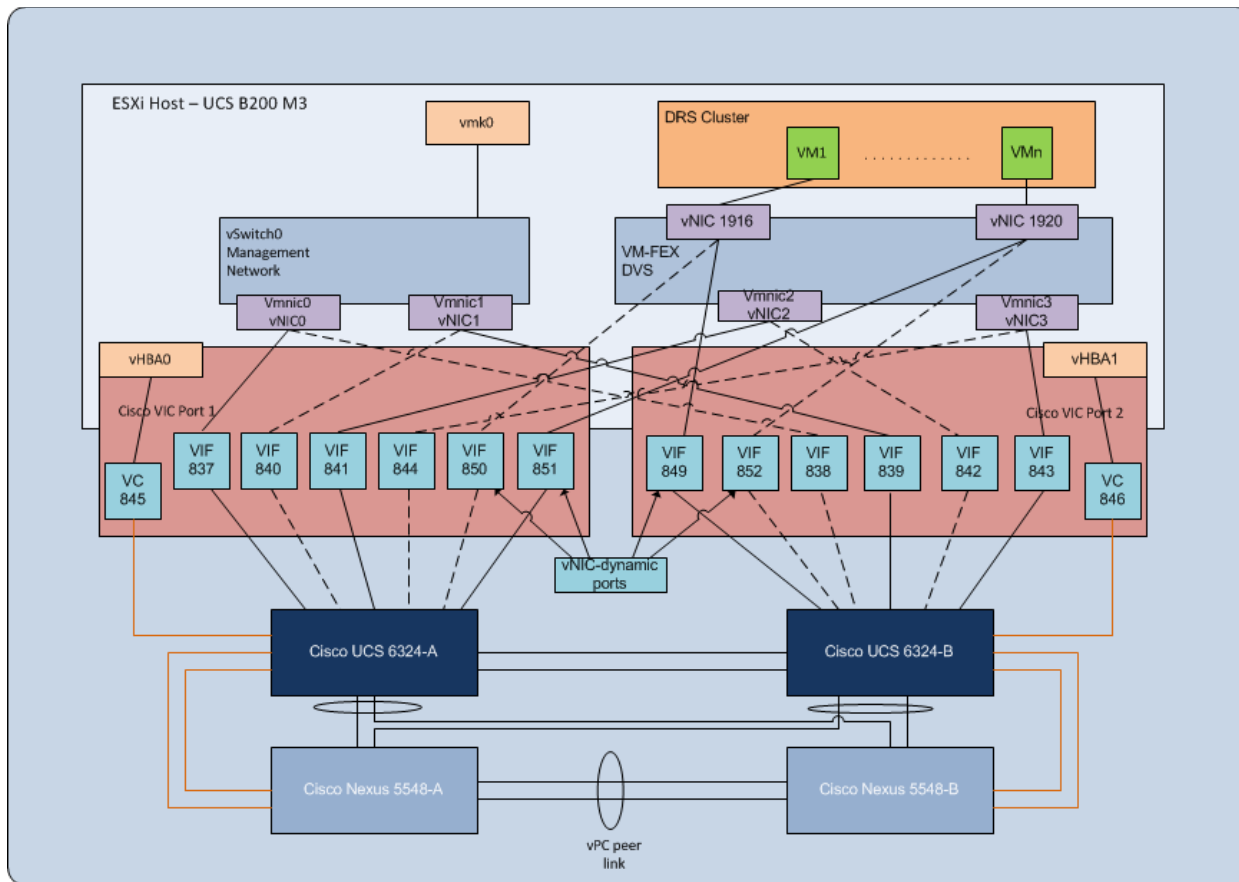 ESXi Host – UCS B200 M3
vmk0
DRS Cluster
VM1
. . . . . . . . . . . . .
VMn
vNIC 1916
vNIC 1920
vSwitch0
Management
Network
VM-FEX
DVS
Vmnic0
vNIC0
Vmnic1
vNIC1
Vmnic2
vNIC2
Vmnic3
vNIC3
vHBA0
vHBA1
Cisco VIC Port 1
Cisco VIC Port 2
VIF
837
VIF
840
VIF
841
VIF
844
VIF
850
VIF
851
VIF
849
VIF
852
VIF
838
VIF
839
VIF
842
VIF
843
VC
845
VC
846
vNIC-dynamic
ports
Cisco UCS 6324-A
Cisco UCS 6324-B
Cisco Nexus 5548-A
Cisco Nexus 5548-B
vPC peer
link